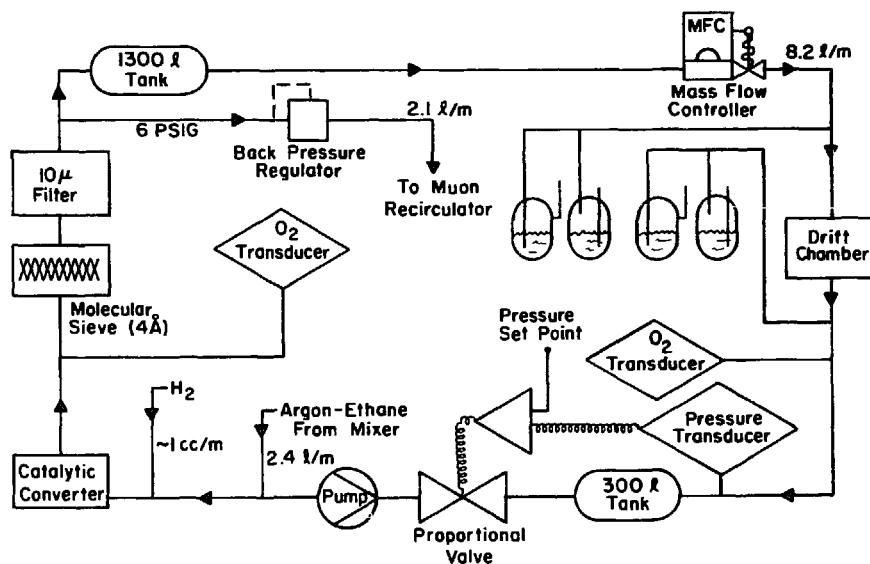 1300 ℓ
Tank
MFC
8.2 ℓ/m
Mass Flow
Controller
6 PSIG
2.1 ℓ/m
Back Pressure
Regulator
To Muon
Recirculator
10μ
Filter
O2
Transducer
Molecular
Sieve (4Å)
Drift
Chamber
Pressure
Set Point
O2
Transducer
Pressure
Transducer
H2
~1 cc/m
Argon-Ethane
From Mixer
2.4 ℓ/m
Catalytic
Converter
Pump
Proportional
Valve
300 ℓ
Tank